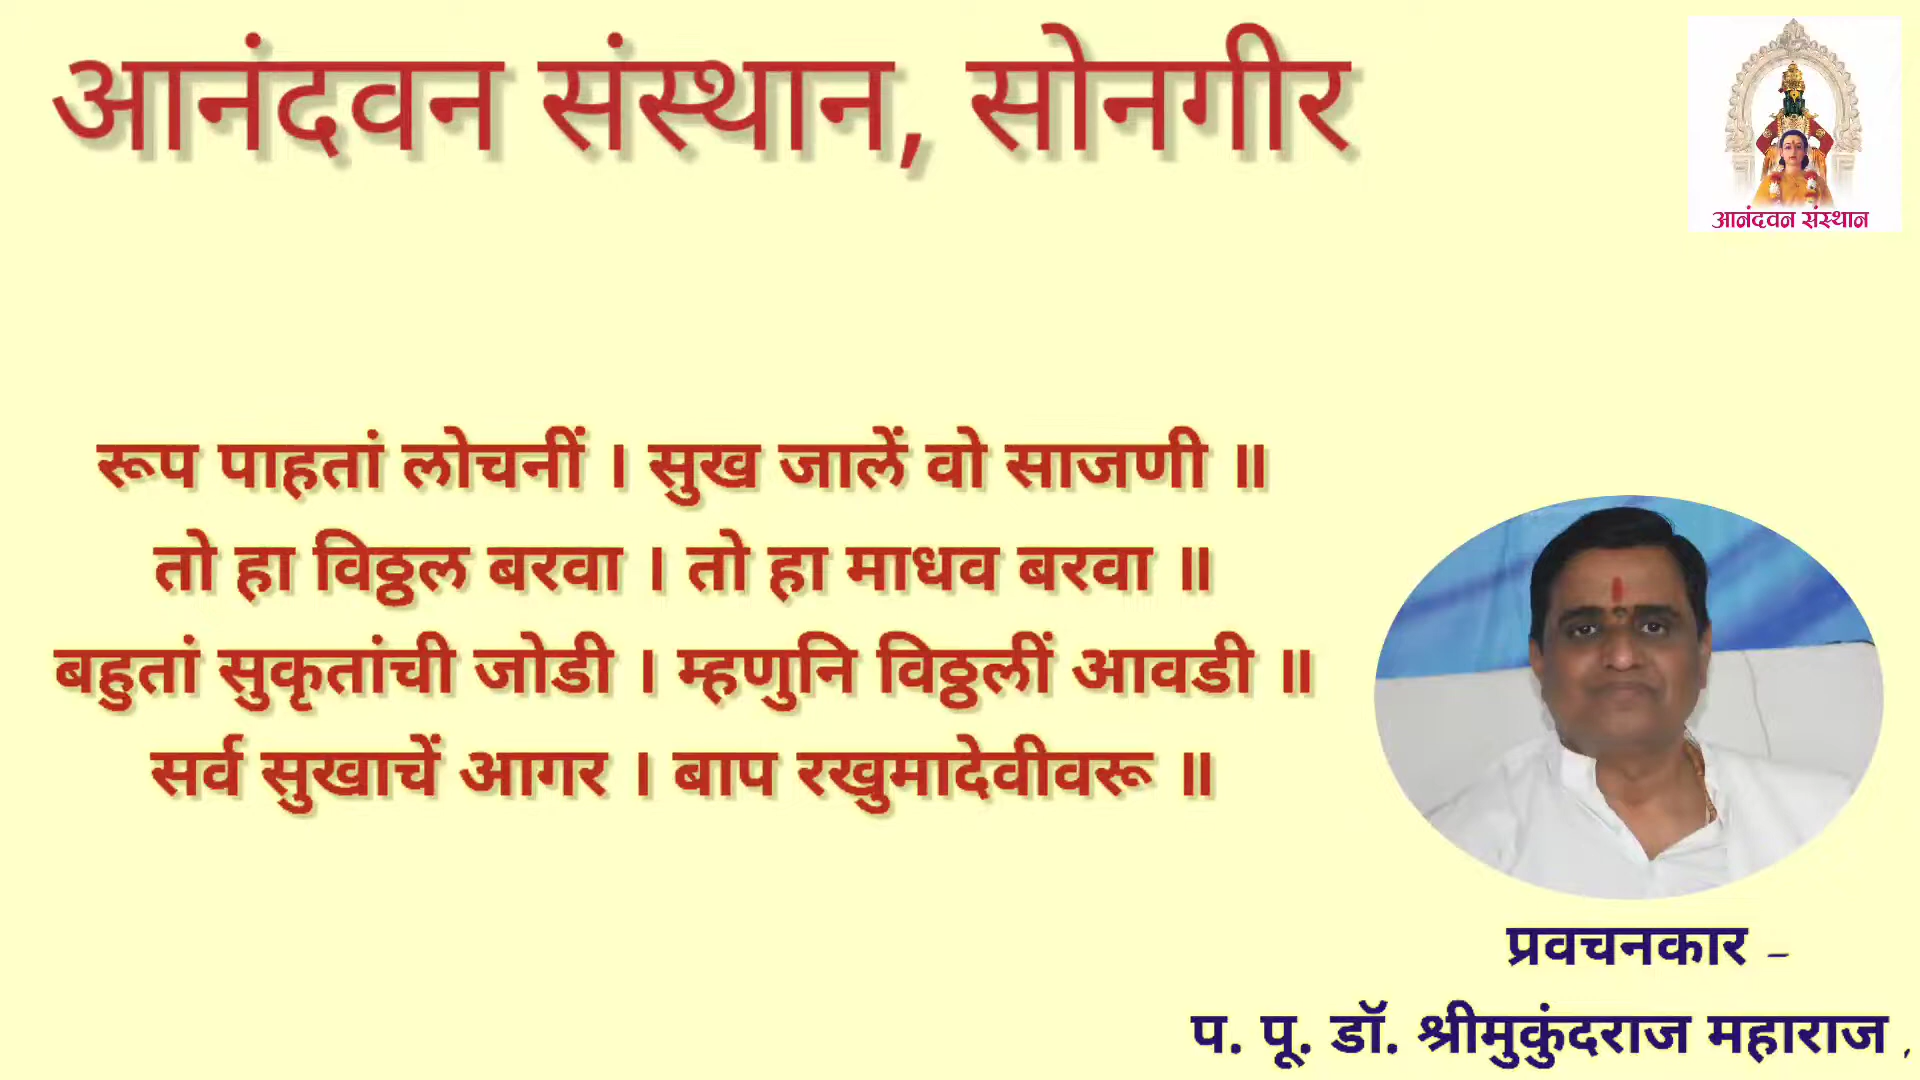 आनंदवन संस्थान, सोनगीर
आनंदवन संस्थान
रूप पाहतां लोचनीं । सुख जालें वो साजणी ॥
तो हा विठ्ठल बरवा । तो हा माधव बरवा ॥
बहुतां सुकृतांची जोडी । म्हणुनि विठ्ठलीं आवडी ॥
सर्व सुखाचें आगर । बाप रखुमादेवीवरू ॥
प्रवचनकार –
प. पू. डॉ. श्रीमुकुंदराज महाराज ,